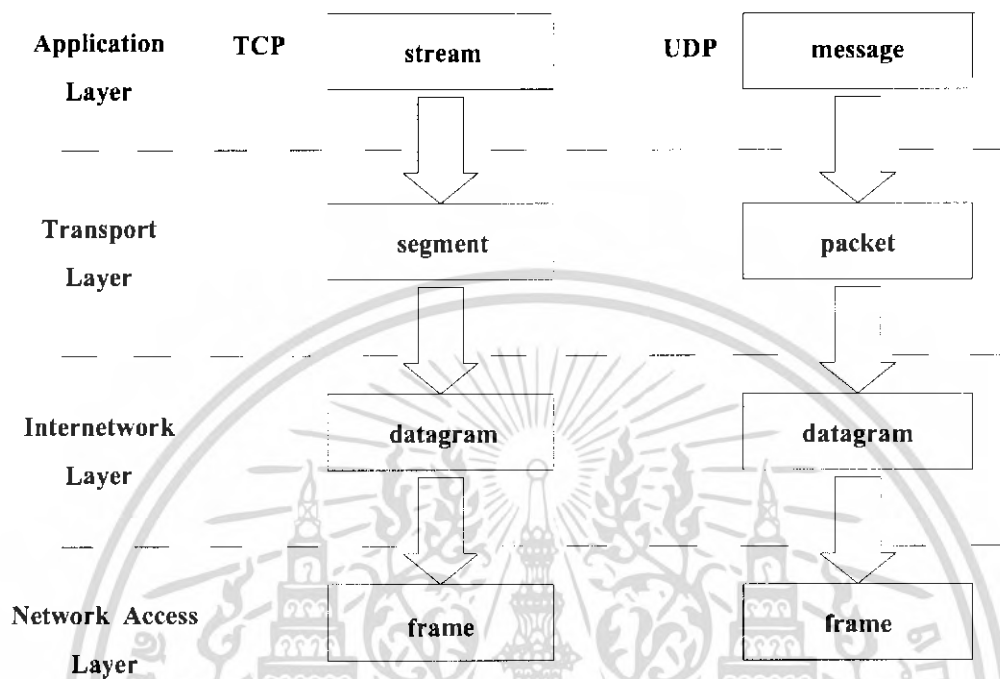 Application Layer
TCP
stream
UDP
message
Transport Layer
segment
packet
Internetwork Layer
datagram
datagram
Network Access Layer
frame
frame